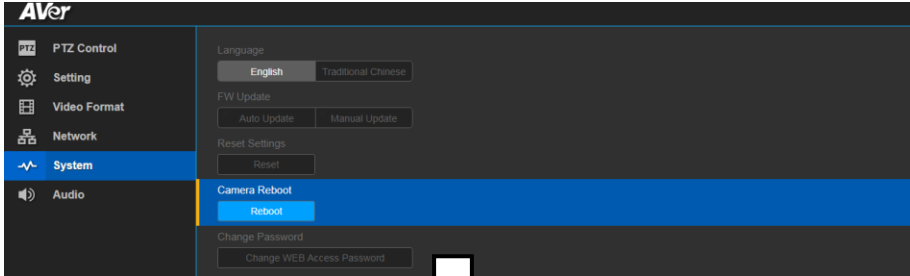 AVer
PTZ PTZ Control
Setting
Video Format
Network
System
Audio
Language
English Traditional Chinese
FW Update
Auto Update Manual Update
Reset Settings
Reset
Camera Reboot
Reboot
Change Password
Change WEB Access Password